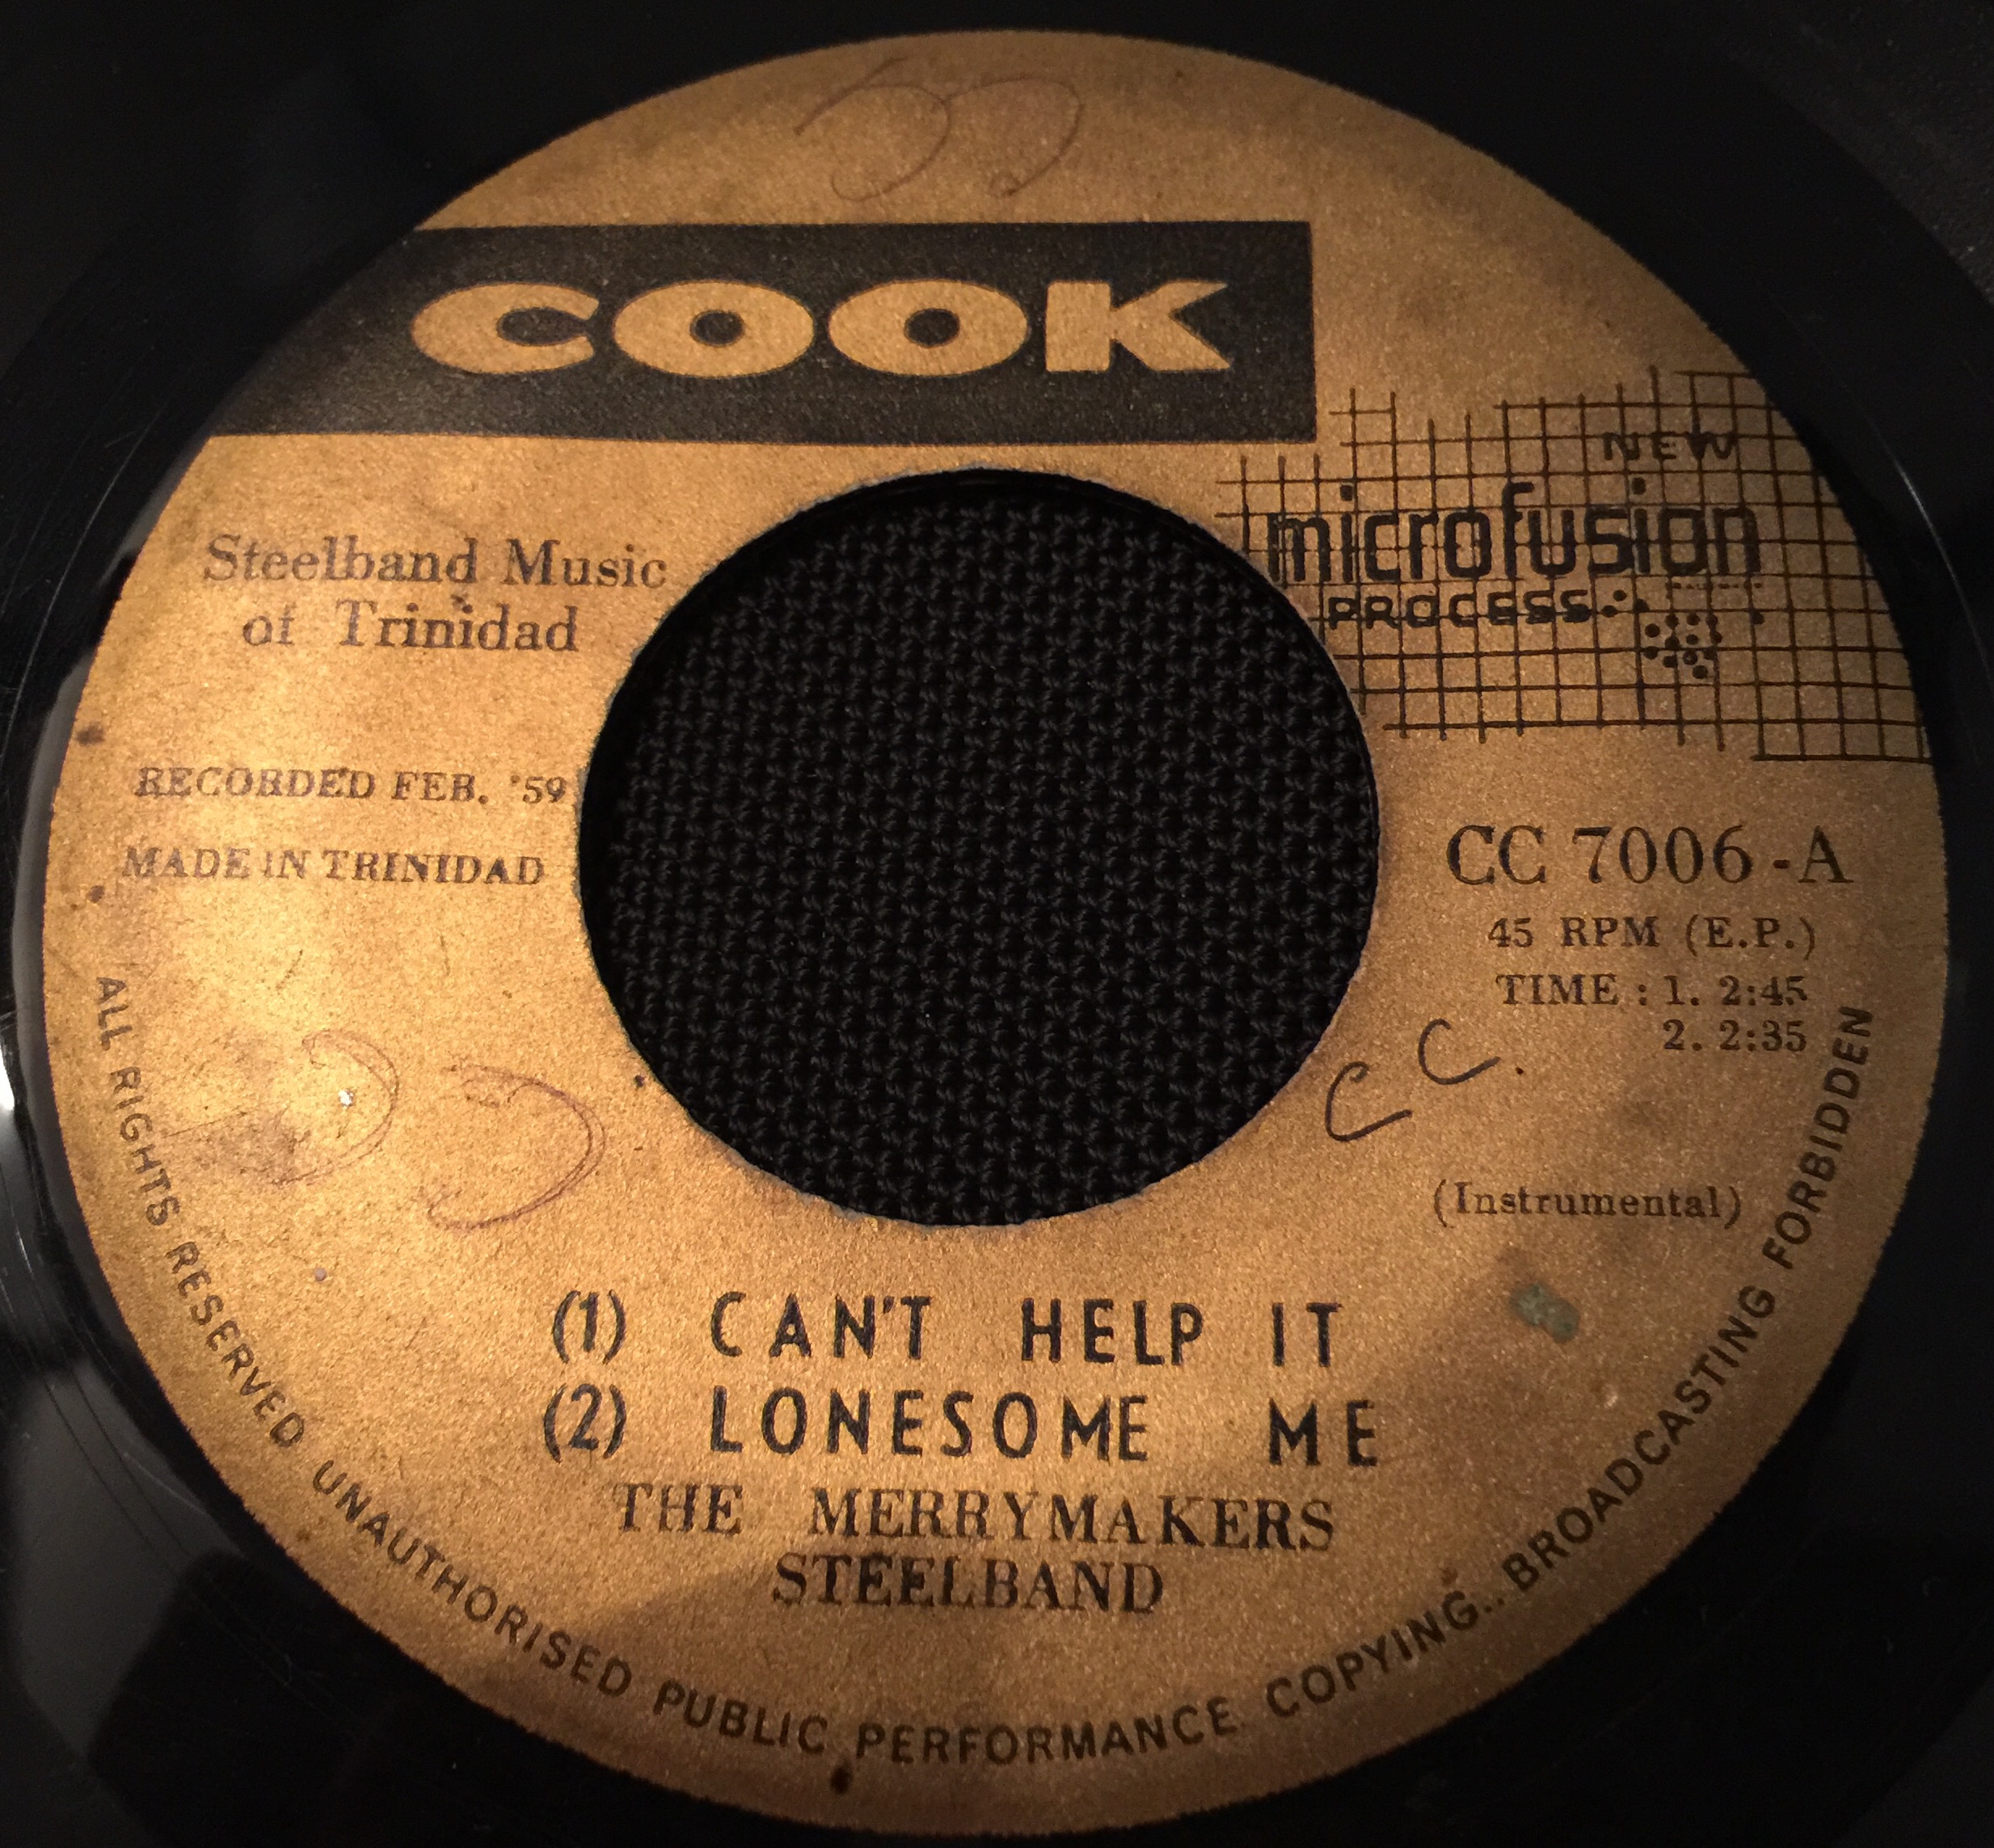 COOK
NEW
microfusion
PROCESS
Steelband Music
of Trinidad
RECORDED FEB. '59
MADE IN TRINIDAD
CC 7006-A
45 RPM (E.P.)
TIME : 1. 2:45
2. 2:35
CC.
(Instrumental)
(1) CAN'T HELP IT
(2) LONESOME ME
THE MERRYMAKERS
STEELBAND
ALL RIGHTS RESERVED UNAUTHORISED PUBLIC PERFORMANCE. COPYING.. BROADCASTING FORBIDDEN